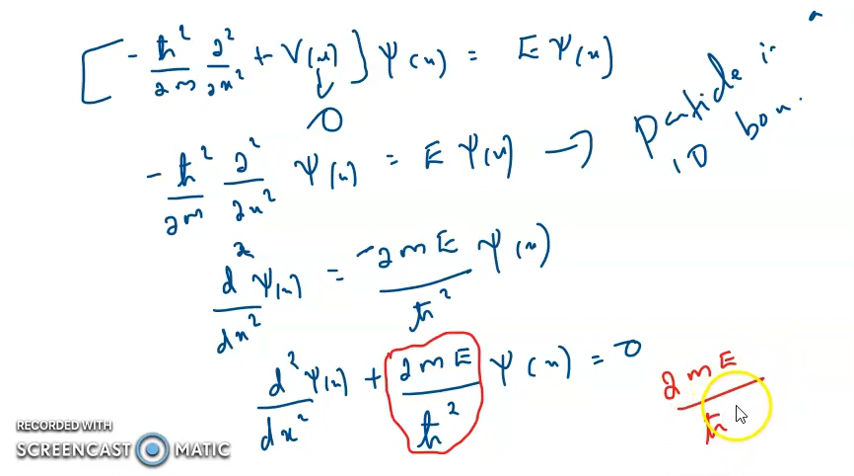 [-ħ²/2m ∂²/∂x² + V(x)] Ψ(x) = E Ψ(x)
↓
0
-ħ²/2m ∂²/∂x² Ψ(x) = E Ψ(x) → Particle in a
1D box.
d²/dx² Ψ(x) = -2mE/ħ² Ψ(x)
d²Ψ(x)/dx² + 2mE/ħ² Ψ(x) = 0
2mE/ħ
RECORDED WITH
SCREENCAST MATIC